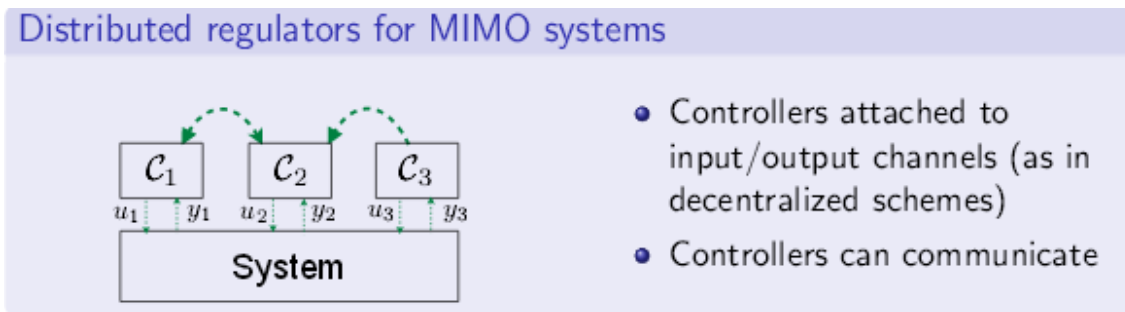 Distributed regulators for MIMO systems
C₁ C₂ C₃
u₁ y₁ u₂ y₂ u₃ y₃
System
Controllers attached to
input/output channels (as in
decentralized schemes)
Controllers can communicate